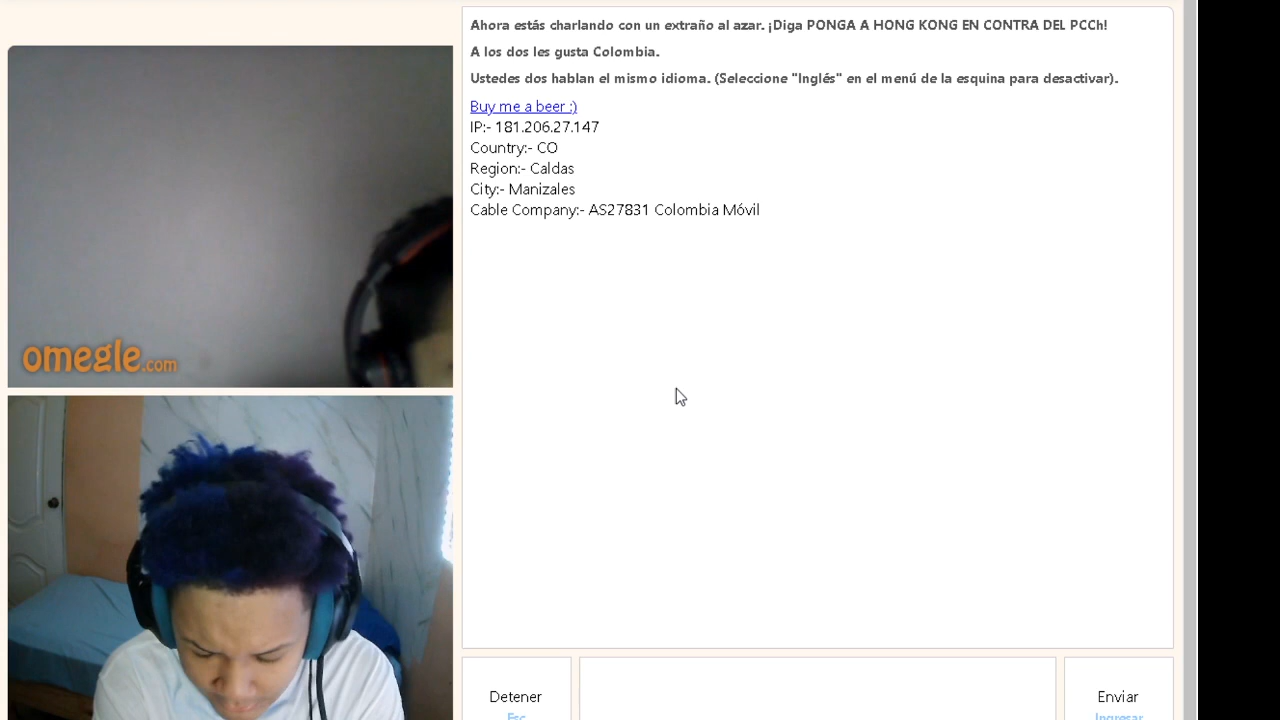 Ahora estás charlando con un extraño al azar. ¡Diga PONGA A HONG KONG EN CONTRA DEL PCCh!
A los dos les gusta Colombia.
Ustedes dos hablan el mismo idioma. (Seleccione "Inglés" en el menú de la esquina para desactivar).
Buy me a beer :)
IP:- 181.206.27.147
Country:- CO
Region:- Caldas
City:- Manizales
Cable Company:- AS27831 Colombia Móvil
omegle.com
Detener
Esc
Enviar
Ingresar